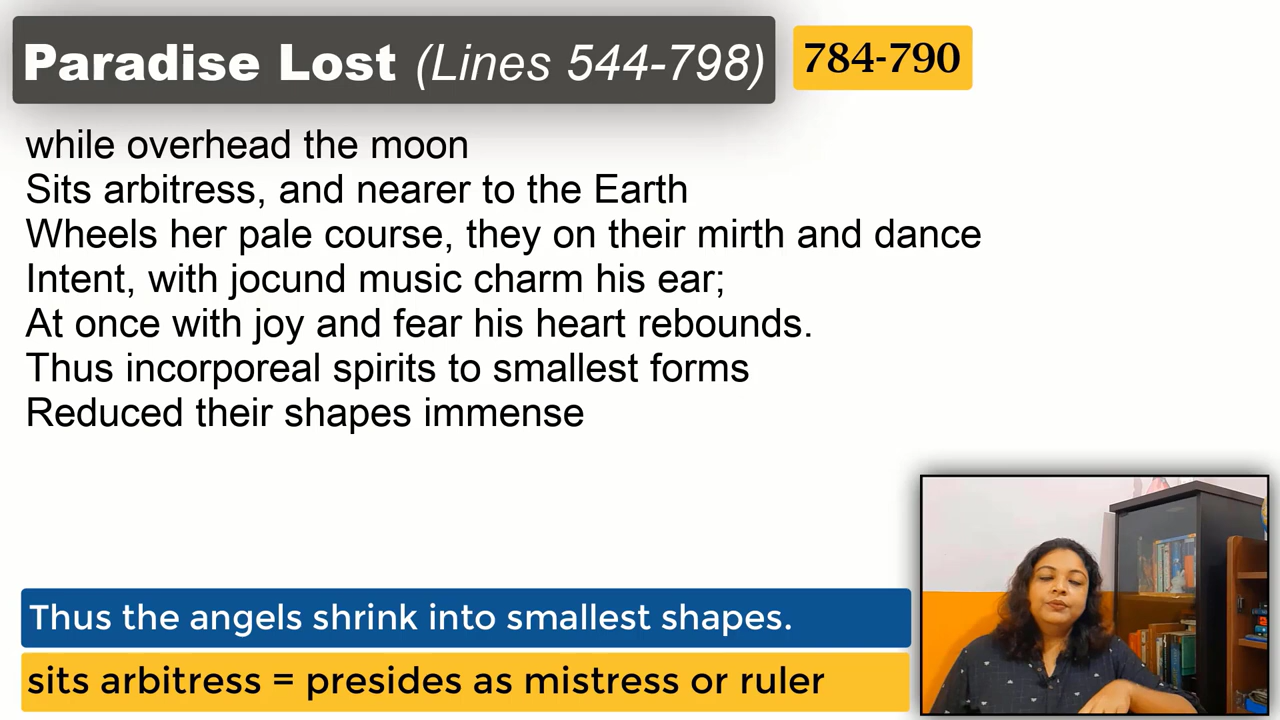 Paradise Lost (Lines 544-798) 784-790
while overhead the moon
Sits arbitress, and nearer to the Earth
Wheels her pale course, they on their mirth and dance
Intent, with jocund music charm his ear;
At once with joy and fear his heart rebounds.
Thus incorporeal spirits to smallest forms
Reduced their shapes immense
Thus the angels shrink into smallest shapes.
sits arbitress = presides as mistress or ruler